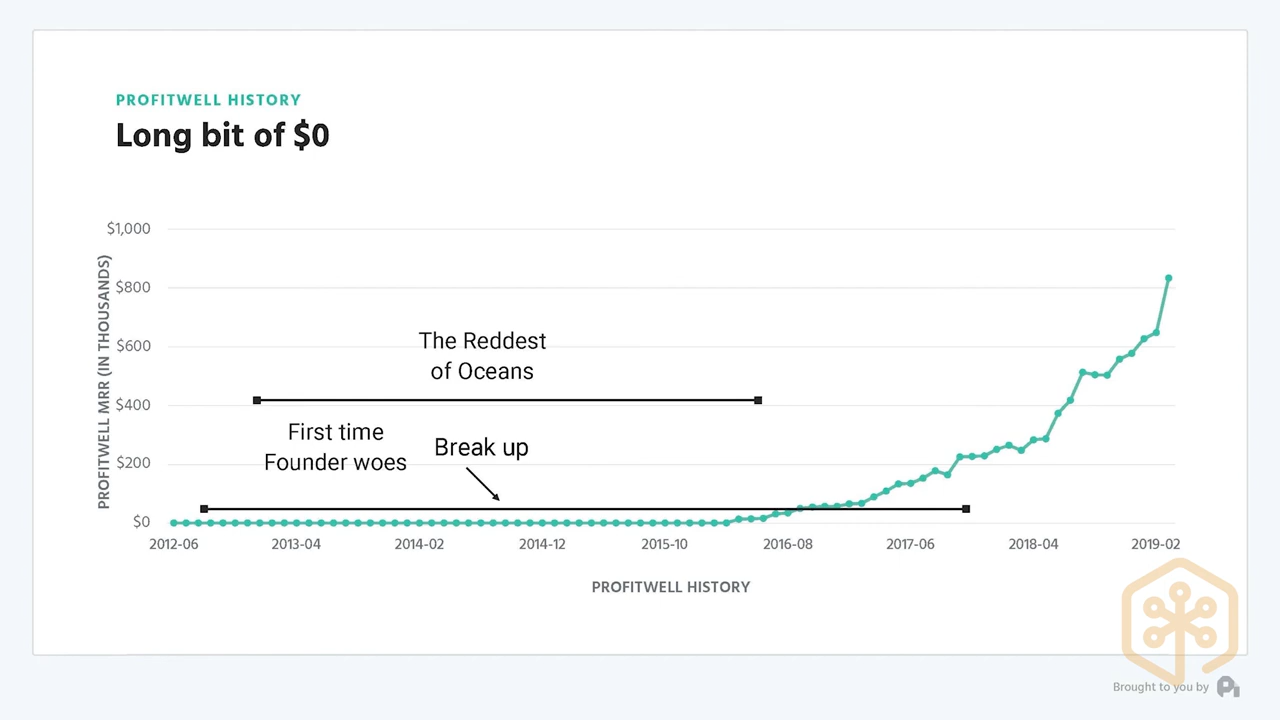 PROFITWELL HISTORY
Long bit of $0
PROFITWELL MRR (IN THOUSANDS)
$1,000
$800
$600
$400
$200
$0
The Reddest
of Oceans
First time
Founder woes
Break up
2012-06 2013-04 2014-02 2014-12 2015-10 2016-08 2017-06 2018-04 2019-02
PROFITWELL HISTORY
Brought to you by